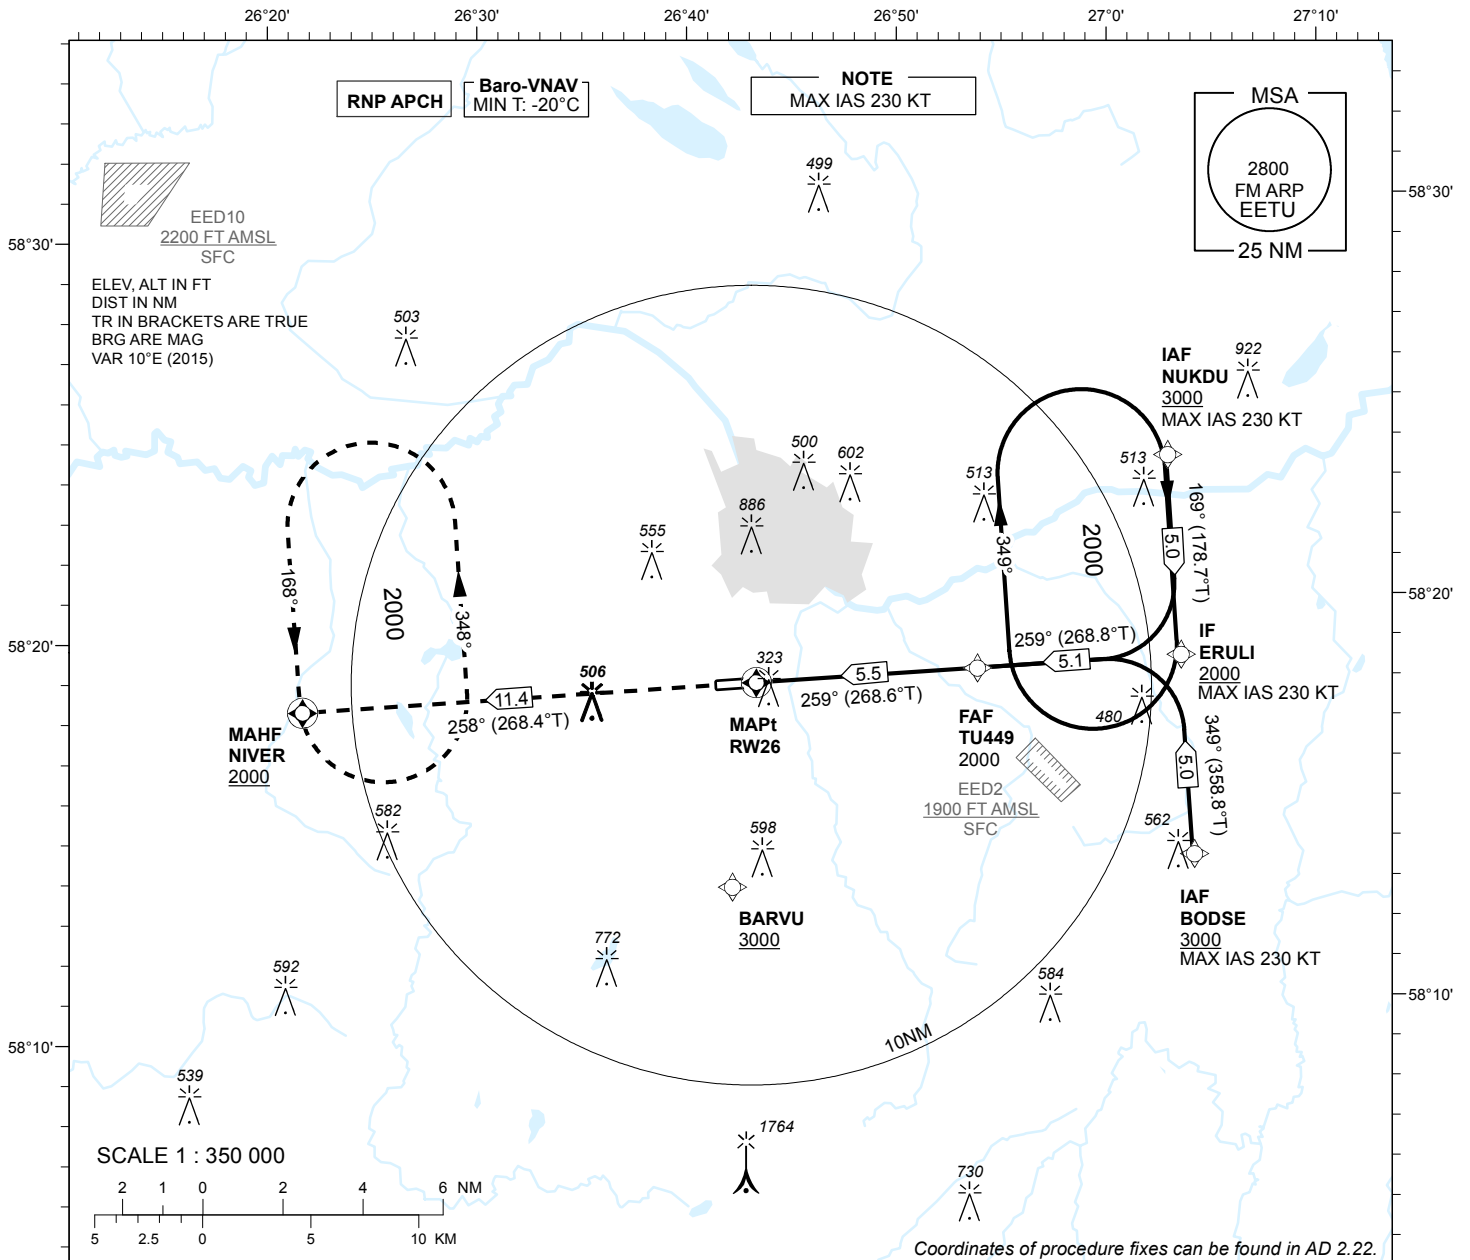 26°20'
26°30'
26°40'
26°50'
27°0'
27°10'
RNP APCH
Baro-VNAV
MIN T: -20°C
NOTE
MAX IAS 230 KT
MSA
2800
FM ARP
EETU
25 NM
499
58°30'
58°30'
EED10
2200 FT AMSL
SFC
ELEV, ALT IN FT
DIST IN NM
TR IN BRACKETS ARE TRUE
BRG ARE MAG
VAR 10°E (2015)
503
IAF
NUKDU
3000
MAX IAS 230 KT
922
500
602
513
513
886
555
169° (178.7°T)
5.0
349°
2000
168°
2000
348°
58°20'
58°20'
259° (268.8°T)
5.1
IF
ERULI
2000
MAX IAS 230 KT
323
5.5
259° (268.6°T)
506
11.4
258° (268.4°T)
MAHF
NIVER
2000
MAPt
RW26
FAF
TU449
2000
480
349° (358.8°T)
5.0
EED2
1900 FT AMSL
SFC
582
598
562
BARVU
3000
IAF
BODSE
3000
MAX IAS 230 KT
772
592
584
58°10'
58°10'
10NM
539
1764
730
SCALE 1 : 350 000
2 1 0 2 4 6 NM
5 2.5 0 5 10 KM
Coordinates of procedure fixes can be found in AD 2.22.